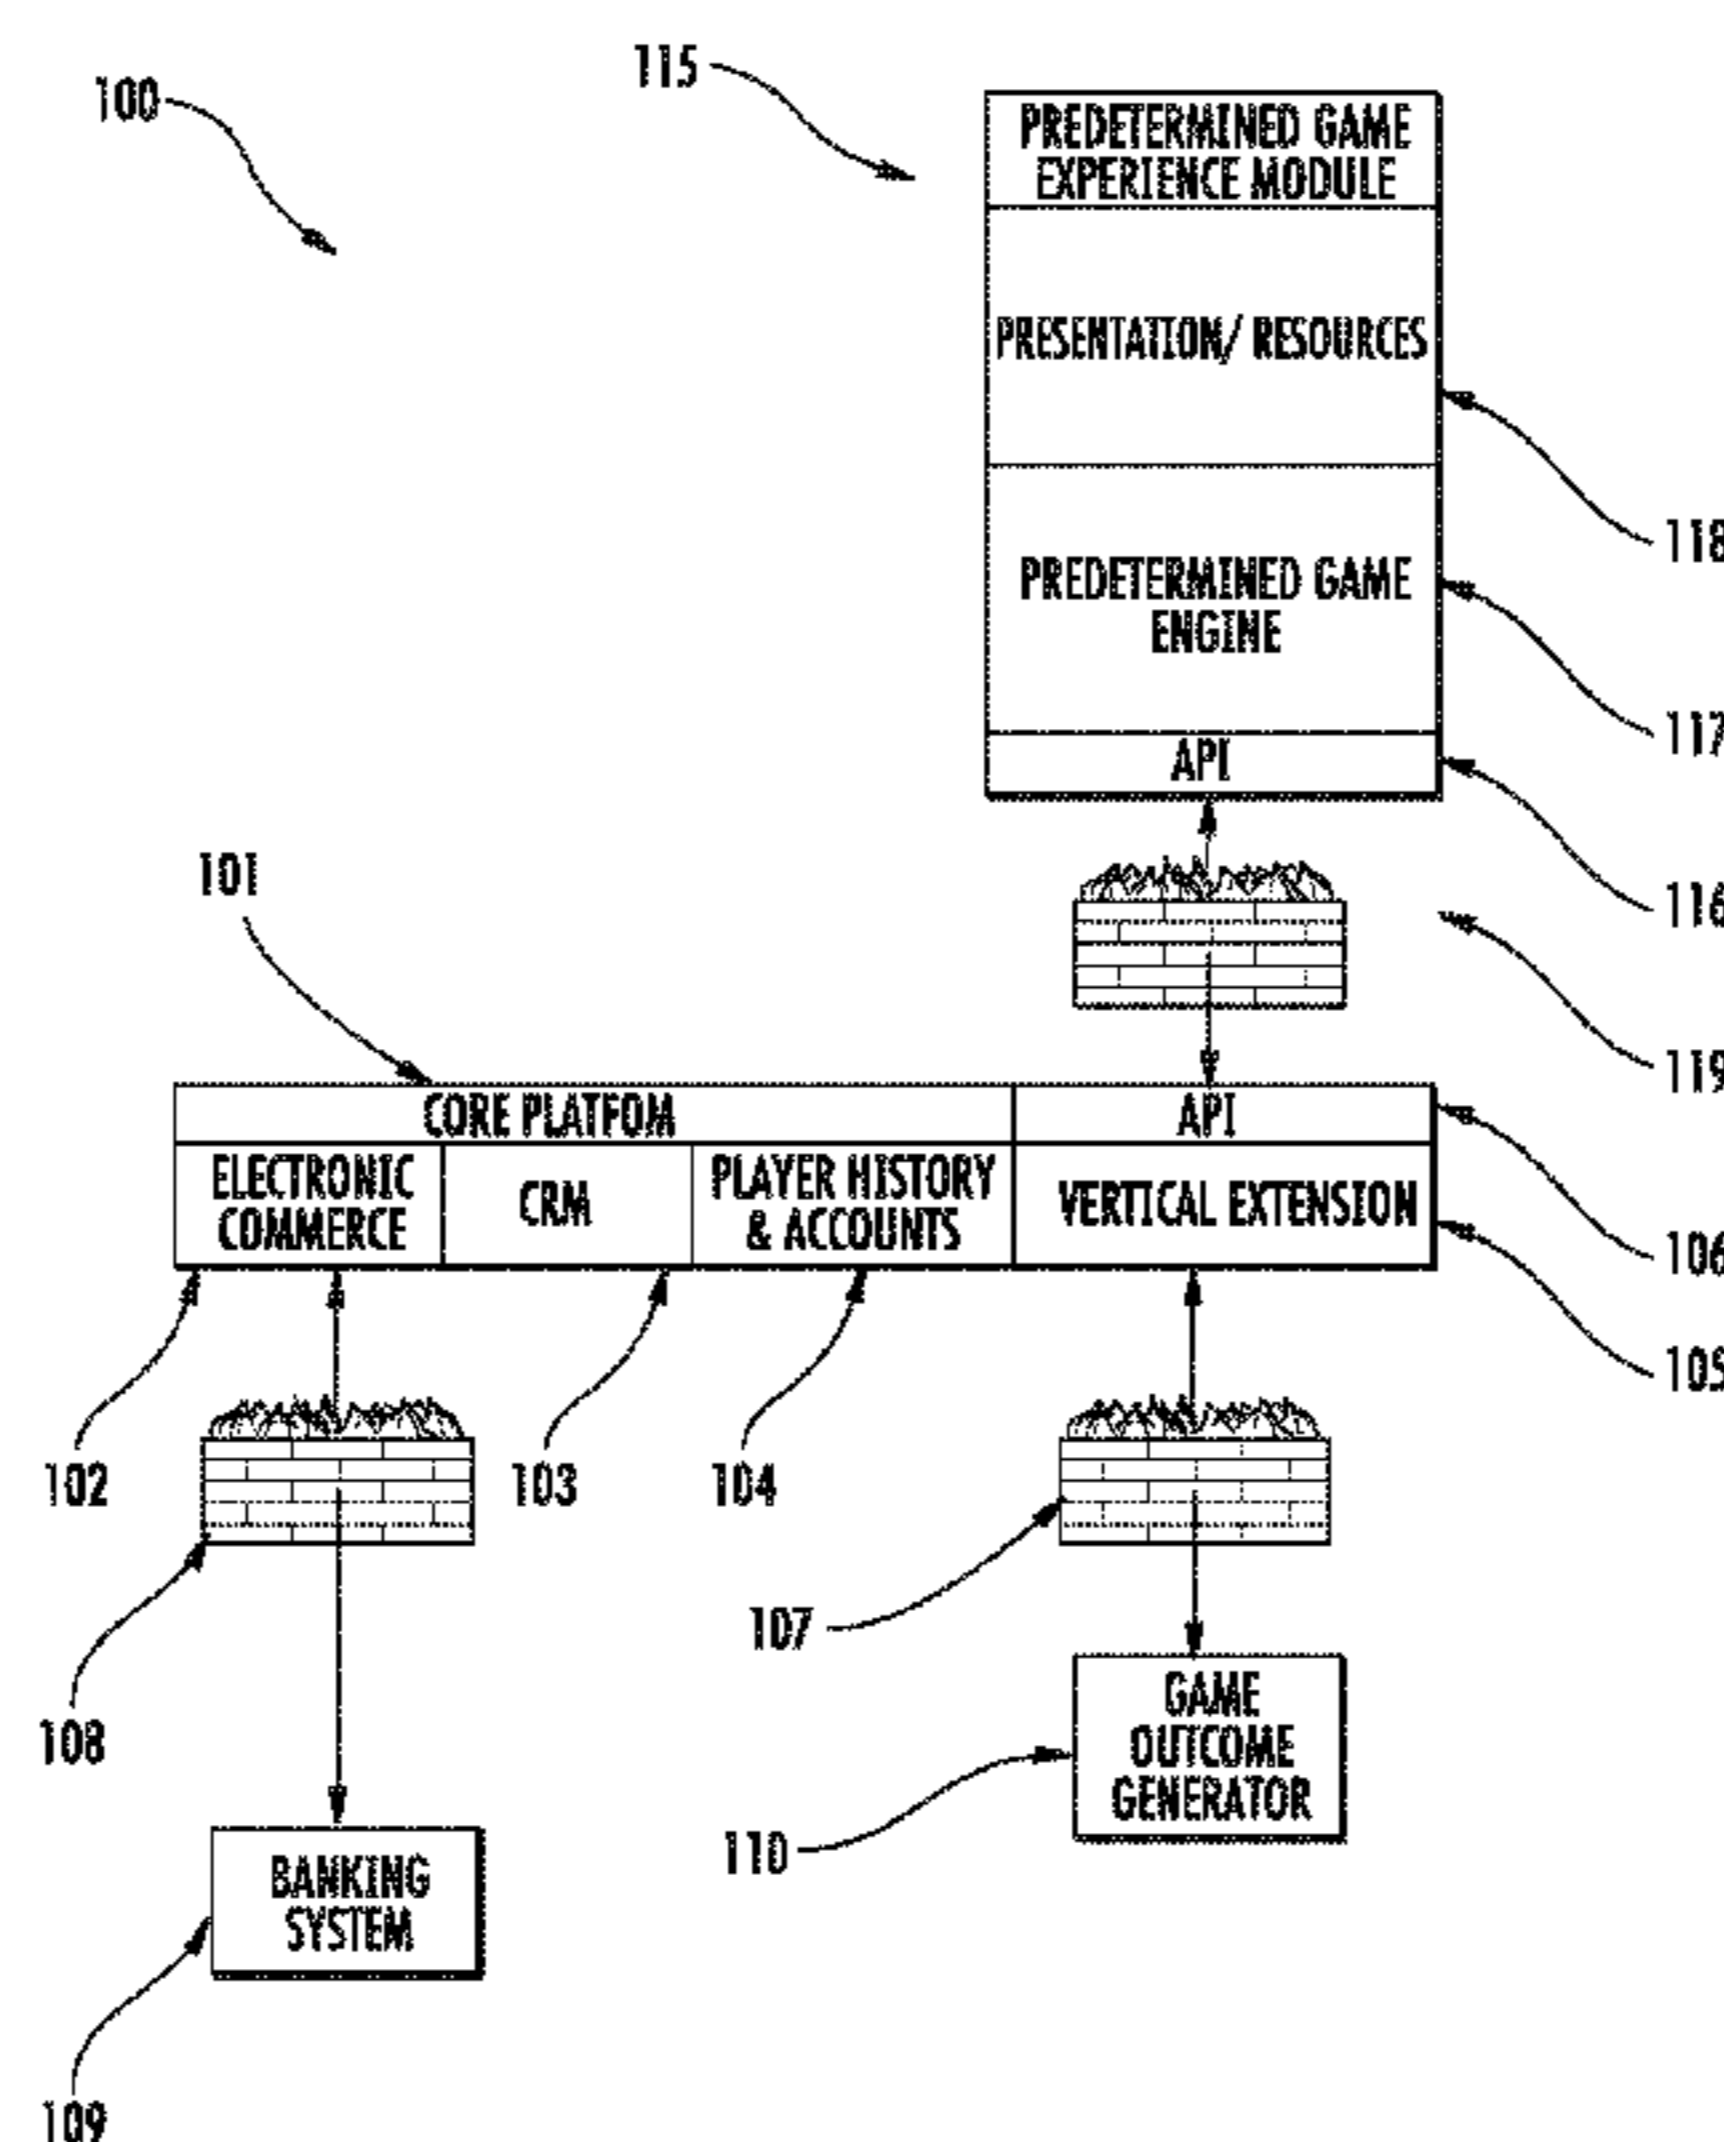 100
115
PREDETERMINED GAME
EXPERIENCE MODULE
PRESENTATION/ RESOURCES
118
PREDETERMINED GAME
ENGINE
117
API
116
101
119
CORE PLATFOM
API
106
ELECTRONIC
COMMERCE
CRM
PLAYER HISTORY
& ACCOUNTS
VERTICAL EXTENSION
105
102
103
104
107
108
GAME
OUTCOME
GENERATOR
110
BANKING
SYSTEM
109